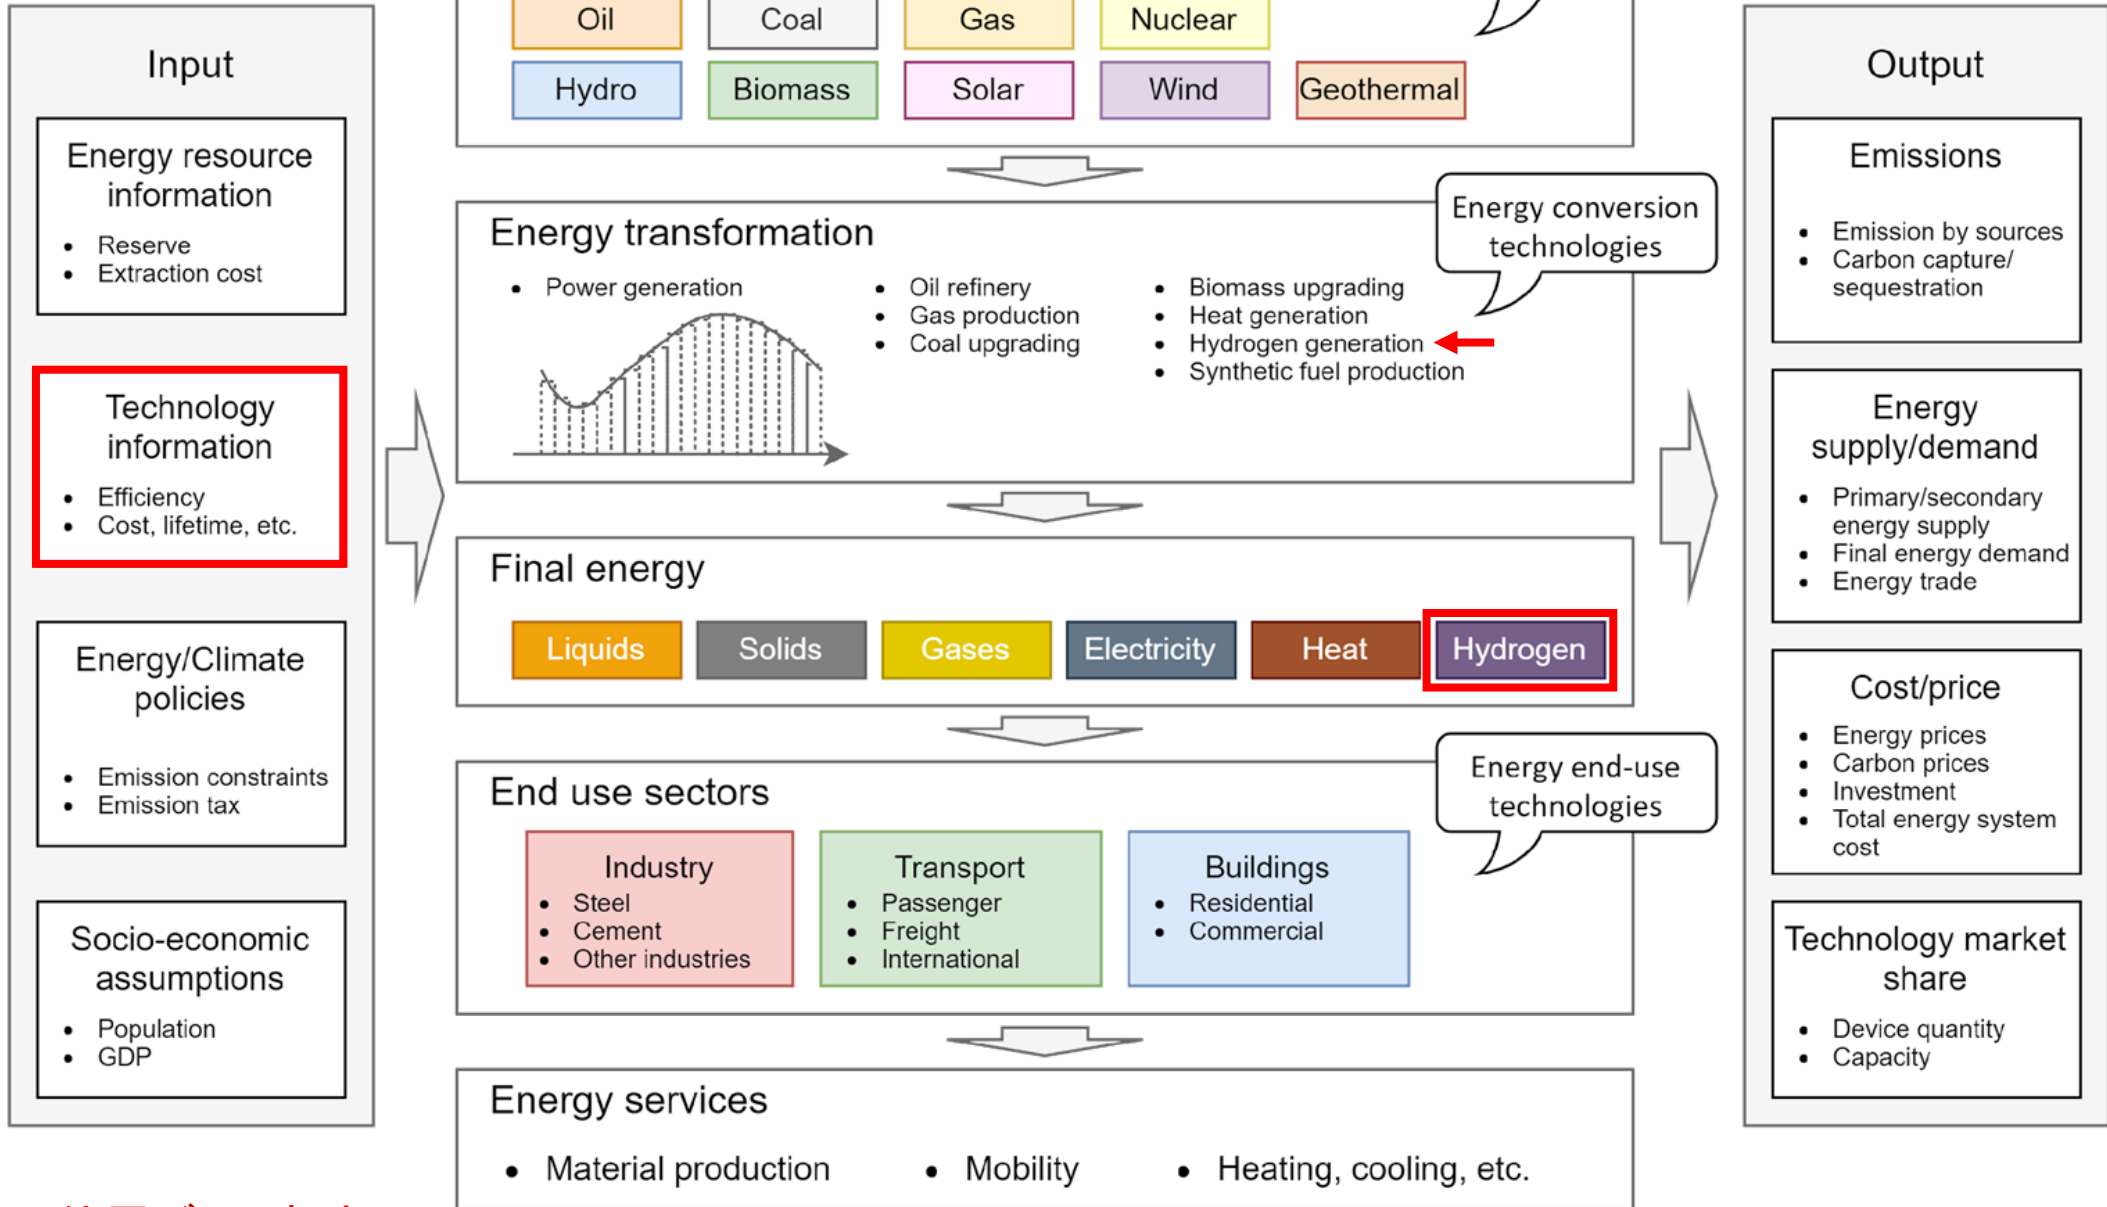 Input
Energy resource
information
• Reserve
• Extraction cost
Technology
information
• Efficiency
• Cost, lifetime, etc.
Energy/Climate
policies
• Emission constraints
• Emission tax
Socio-economic
assumptions
• Population
• GDP
Oil
Coal
Gas
Nuclear
Hydro
Biomass
Solar
Wind
Geothermal
Energy transformation
Energy conversion
technologies
• Power generation
• Oil refinery
• Gas production
• Coal upgrading
• Biomass upgrading
• Heat generation
• Hydrogen generation
• Synthetic fuel production
Final energy
Liquids
Solids
Gases
Electricity
Heat
Hydrogen
End use sectors
Energy end-use
technologies
Industry
• Steel
• Cement
• Other industries
Transport
• Passenger
• Freight
• International
Buildings
• Residential
• Commercial
Energy services
• Material production
• Mobility
• Heating, cooling, etc.
Output
Emissions
• Emission by sources
• Carbon capture/
sequestration
Energy
supply/demand
• Primary/secondary
energy supply
• Final energy demand
• Energy trade
Cost/price
• Energy prices
• Carbon prices
• Investment
• Total energy system
cost
Technology market
share
• Device quantity
• Capacity